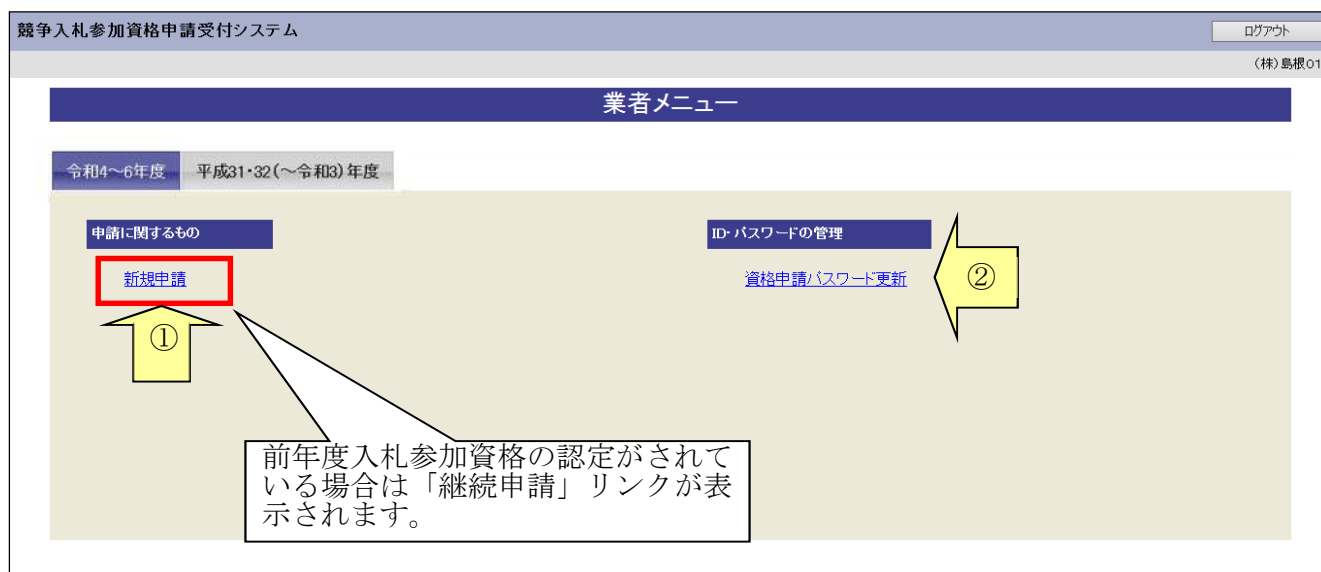 競争入札参加資格申請受付システム
ログアウト
(株)島根01
業者メニュー
令和4～6年度
平成31・32(～令和3)年度
申請に関するもの
ID・パスワードの管理
新規申請
資格申請パスワード更新
②
①
前年度入札参加資格の認定がされて
いる場合は「継続申請」リンクが表
示されます。